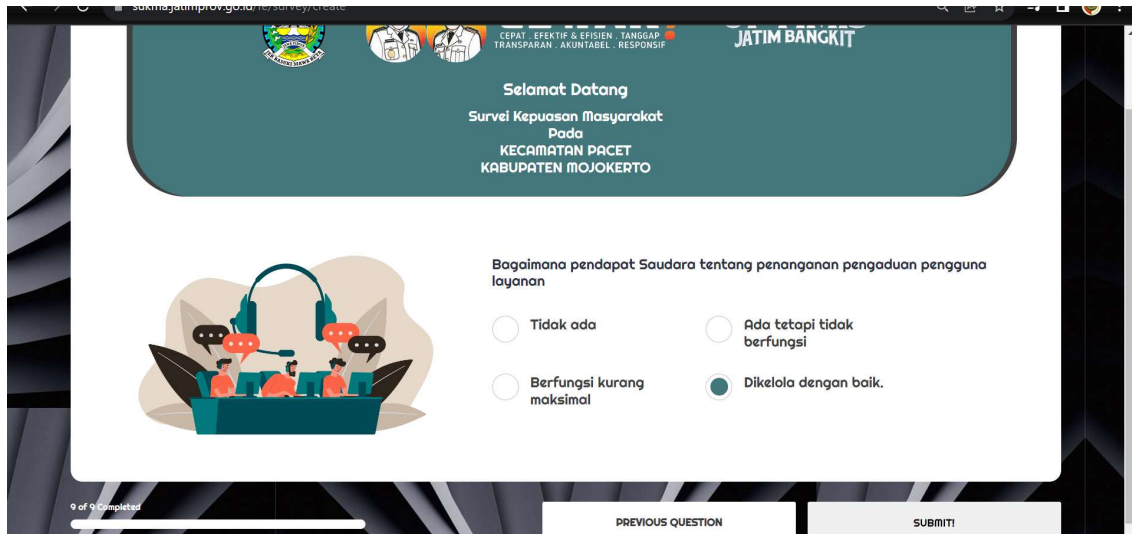 sukma.jatimprov.go.id/fe/survey/create
CEPAT . EFEKTIF & EFISIEN . TANGGAP
TRANSPARAN . AKUNTABEL . RESPONSIF
JATIM BANGKIT
Selamat Datang
Survei Kepuasan Masyarakat
Pada
KECAMATAN PACET
KABUPATEN MOJOKERTO
Bagaimana pendapat Saudara tentang penanganan pengaduan pengguna
layanan
Tidak ada
Ada tetapi tidak
berfungsi
Berfungsi kurang
maksimal
Dikelola dengan baik.
9 of 9 Completed
PREVIOUS QUESTION
SUBMIT!